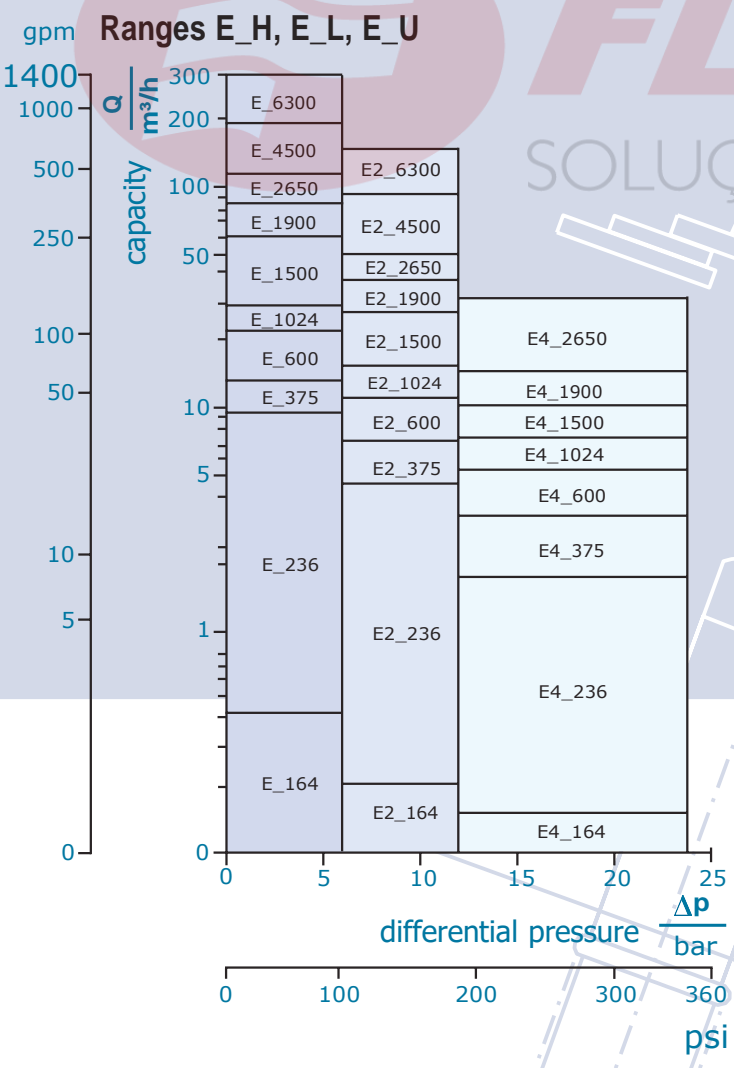 gpm
Ranges E_H, E_L, E_U
1400
1000
500
250
100
50
10
5
0
capacity
Q
m³/h
300
200
100
50
10
5
1
0
E_6300
E_4500
E_2650
E_1900
E_1500
E_1024
E_600
E_375
E_236
E_164
E2_6300
E2_4500
E2_2650
E2_1900
E2_1500
E2_1024
E2_600
E2_375
E2_236
E2_164
E4_2650
E4_1900
E4_1500
E4_1024
E4_600
E4_375
E4_236
E4_164
0 5 10 15 20 25
differential pressure Δp
bar
0 100 200 300 360
psi
FL
SOLUÇ